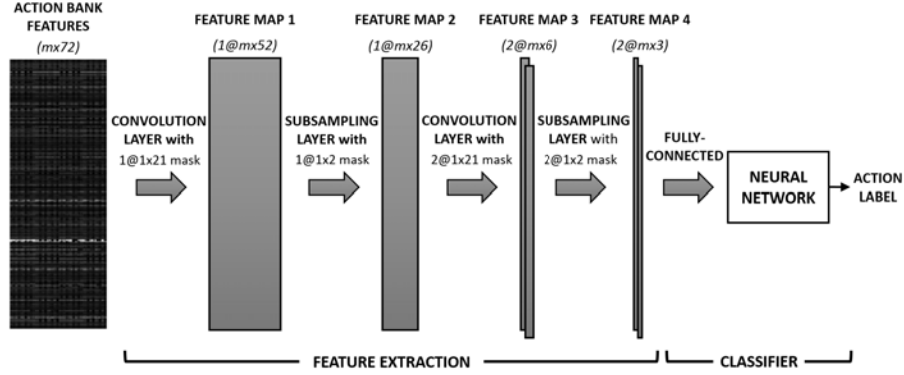 ACTION BANK
FEATURES
(mx72)
FEATURE MAP 1
(1@mx52)
FEATURE MAP 2
(1@mx26)
FEATURE MAP 3
(2@mx6)
FEATURE MAP 4
(2@mx3)
CONVOLUTION
LAYER with
1@1x21 mask
SUBSAMPLING
LAYER with
1@1x2 mask
CONVOLUTION
LAYER with
2@1x21 mask
SUBSAMPLING
LAYER with
2@1x2 mask
FULLY-
CONNECTED
NEURAL
NETWORK
ACTION
LABEL
FEATURE EXTRACTION
CLASSIFIER